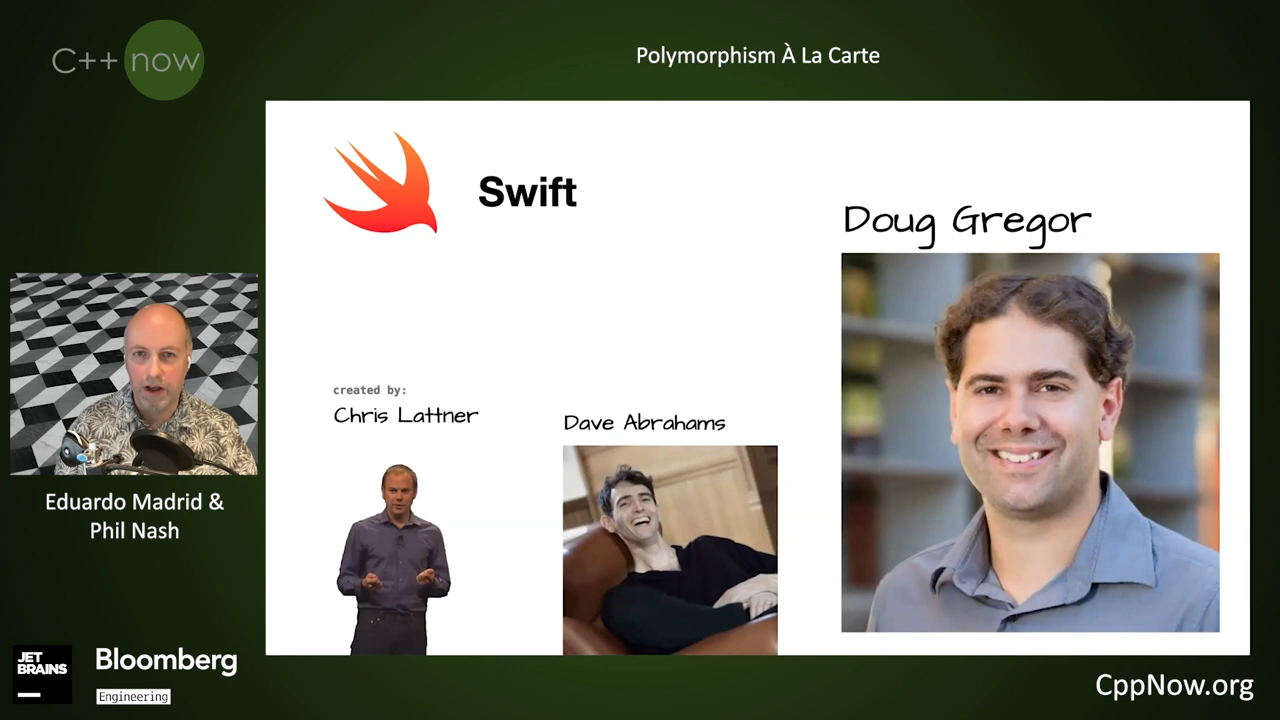 C++ now
Polymorphism À La Carte
Swift
Doug Gregor
created by:
Chris Lattner
Dave Abrahams
Eduardo Madrid &
Phil Nash
JET
BRAINS
Bloomberg
Engineering
CppNow.org